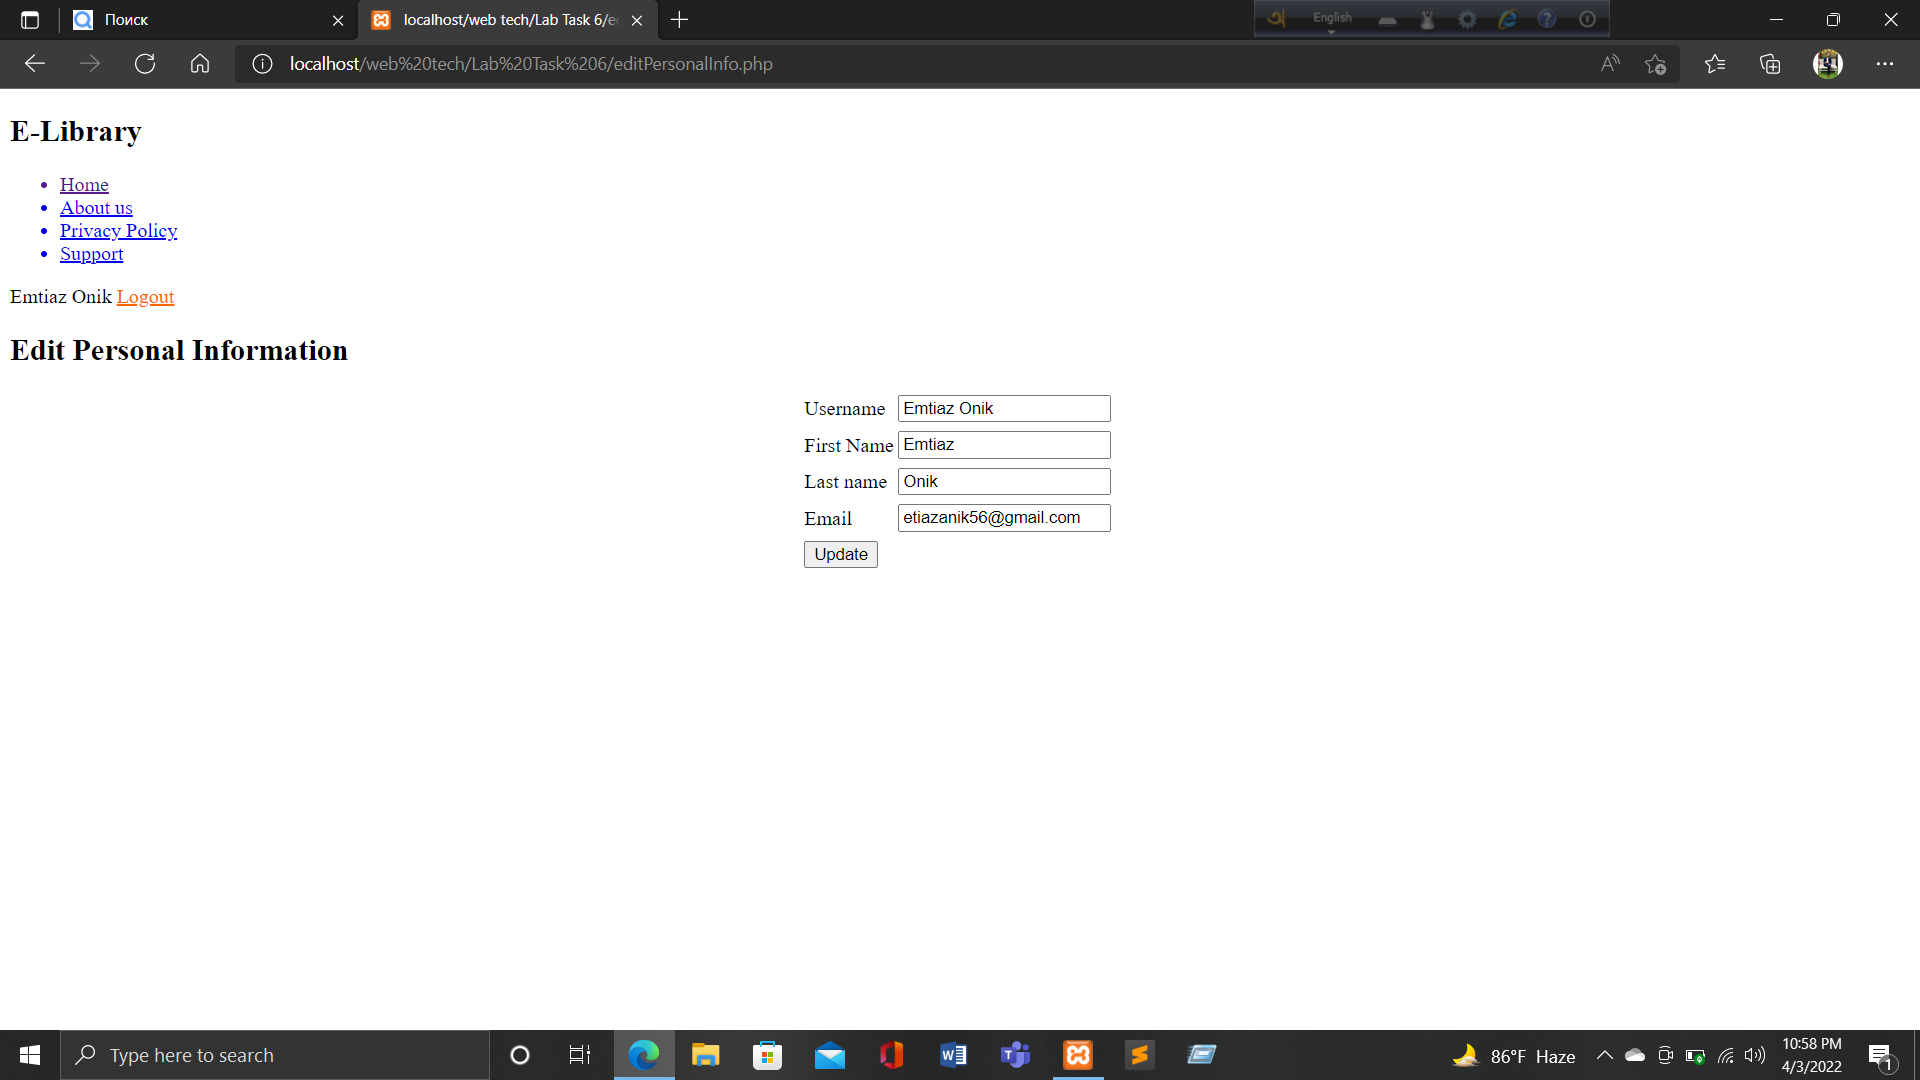 Поиск
localhost/web tech/Lab Task 6/e
English
localhost/web%20tech/Lab%20Task%206/editPersonalInfo.php
E-Library
Home
About us
Privacy Policy
Support
Emtiaz Onik Logout
Edit Personal Information
Username Emtiaz Onik
First Name Emtiaz
Last name Onik
Email etiazanik56@gmail.com
Update
Type here to search
86°F Haze
10:58 PM
4/3/2022
1